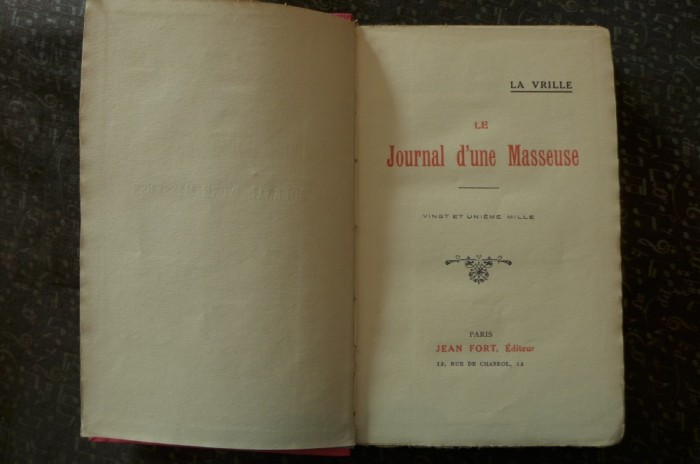 LA VRILLE
LE
Journal d'une Masseuse
VINGT ET UNIÈME MILLE
PARIS
JEAN FORT, Éditeur
12, RUE DE CHABROL, 12